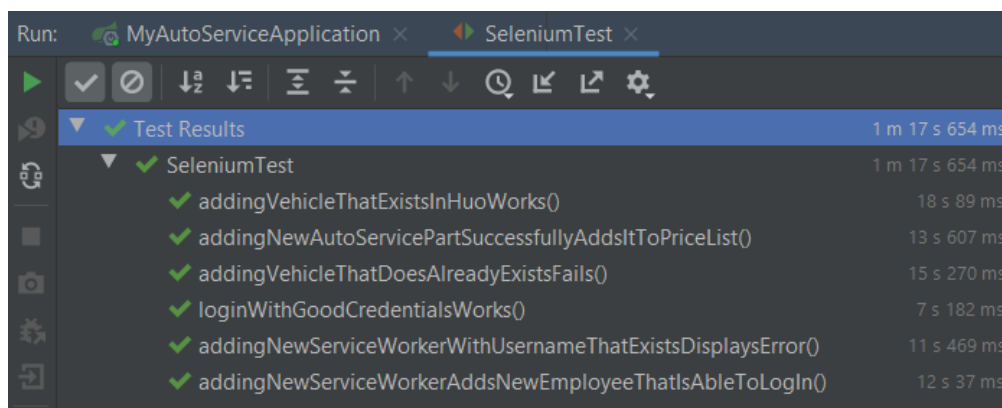 Run: MyAutoServiceApplication × SeleniumTest ×
Test Results 1 m 17 s 654 ms
SeleniumTest 1 m 17 s 654 ms
addingVehicleThatExistsInHuoWorks() 18 s 89 ms
addingNewAutoServicePartSuccessfullyAddsItToPriceList() 13 s 607 ms
addingVehicleThatDoesAlreadyExistsFails() 15 s 270 ms
loginWithGoodCredentialsWorks() 7 s 182 ms
addingNewServiceWorkerWithUsernameThatExistsDisplaysError() 11 s 469 ms
addingNewServiceWorkerAddsNewEmployeeThatIsAbleToLogIn() 12 s 37 ms